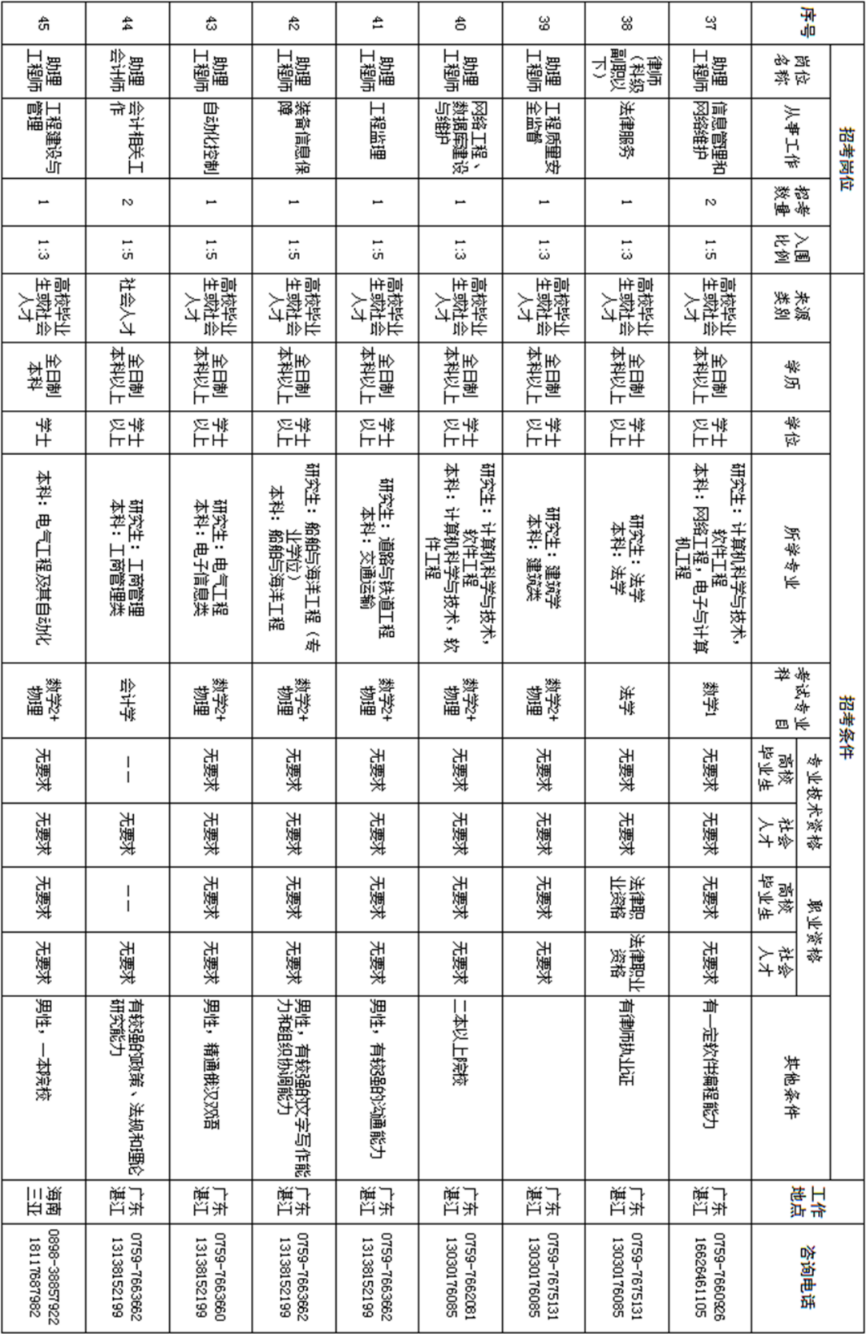 招考岗位
招考条件
序号
岗位
名称
从事工作
招考
数量
入围
比例
来源
类别
学历
学位
所学专业
考试专业
科 目
专业技术资格
高校
毕业生
社会
人才
职业资格
高校
毕业生
社会
人才
其他条件
工作
地点
咨询电话
37
助理
工程师
信息管理和
网络维护
2
1:5
高校毕业
生或社会
人才
全日制
本科以上
学士
以上
研究生：计算机科学与技术，
软件工程
本科：网络工程，电子与计算
机工程
数学1
无要求
无要求
无要求
无要求
有一定软件编程能力
广东
湛江
0759-7660926
16626461105
38
律师
（科级
副职以
下）
法律服务
1
1:3
高校毕业
生或社会
人才
全日制
本科以上
学士
以上
研究生：法学
本科：法学
法学
无要求
无要求
法律职
业资格
法律职业
资格
有律师执业证
广东
湛江
0759-7675131
13030176085
39
助理
工程师
工程质量安
全监督
1
1:3
高校毕业
生或社会
人才
全日制
本科以上
学士
以上
研究生：建筑学
本科：建筑类
数学2+
物理
无要求
无要求
无要求
无要求
广东
湛江
0759-7675131
13030176085
40
助理
工程师
网络工程、
数据库建设
与维护
1
1:3
高校毕业
生或社会
人才
全日制
本科以上
学士
以上
研究生：计算机科学与技术，
软件工程
本科：计算机科学与技术，软
件工程
数学2+
物理
无要求
无要求
无要求
无要求
二本以上院校
广东
湛江
0759-7662081
13030176085
41
助理
工程师
工程监理
1
1:5
高校毕业
生或社会
人才
全日制
本科以上
学士
以上
研究生：道路与铁道工程
本科：交通运输
数学2+
物理
无要求
无要求
无要求
无要求
男性，有较强的沟通能力
广东
湛江
0759-7663662
13138152199
42
助理
工程师
装备信息保
障
1
1:5
高校毕业
生或社会
人才
全日制
本科以上
学士
以上
研究生：船舶与海洋工程（专
业学位）
本科：船舶与海洋工程
数学2+
物理
无要求
无要求
无要求
无要求
男性，有较强的文字写作能
力和组织协调能力
广东
湛江
0759-7663662
13138152199
43
助理
工程师
自动化控制
1
1:5
高校毕业
生或社会
人才
全日制
本科以上
学士
以上
研究生：电气工程
本科：电子信息类
数学2+
物理
无要求
无要求
无要求
无要求
男性，精通俄汉双语
广东
湛江
0759-7663660
13138152199
44
助理
会计师
会计相关工
作
2
1:5
社会人才
全日制
本科以上
学士
以上
研究生：工商管理
本科：工商管理类
会计学
——
无要求
——
无要求
有较强的政策、法规和理论
研究能力
广东
湛江
0759-7663662
13138152199
45
助理
工程师
工程建设与
管理
1
1:3
高校毕业
生或社会
人才
全日制
本科
学士
本科：电气工程及其自动化
数学2+
物理
无要求
无要求
无要求
无要求
男性，一本院校
海南
三亚
0898-38857922
18117687982